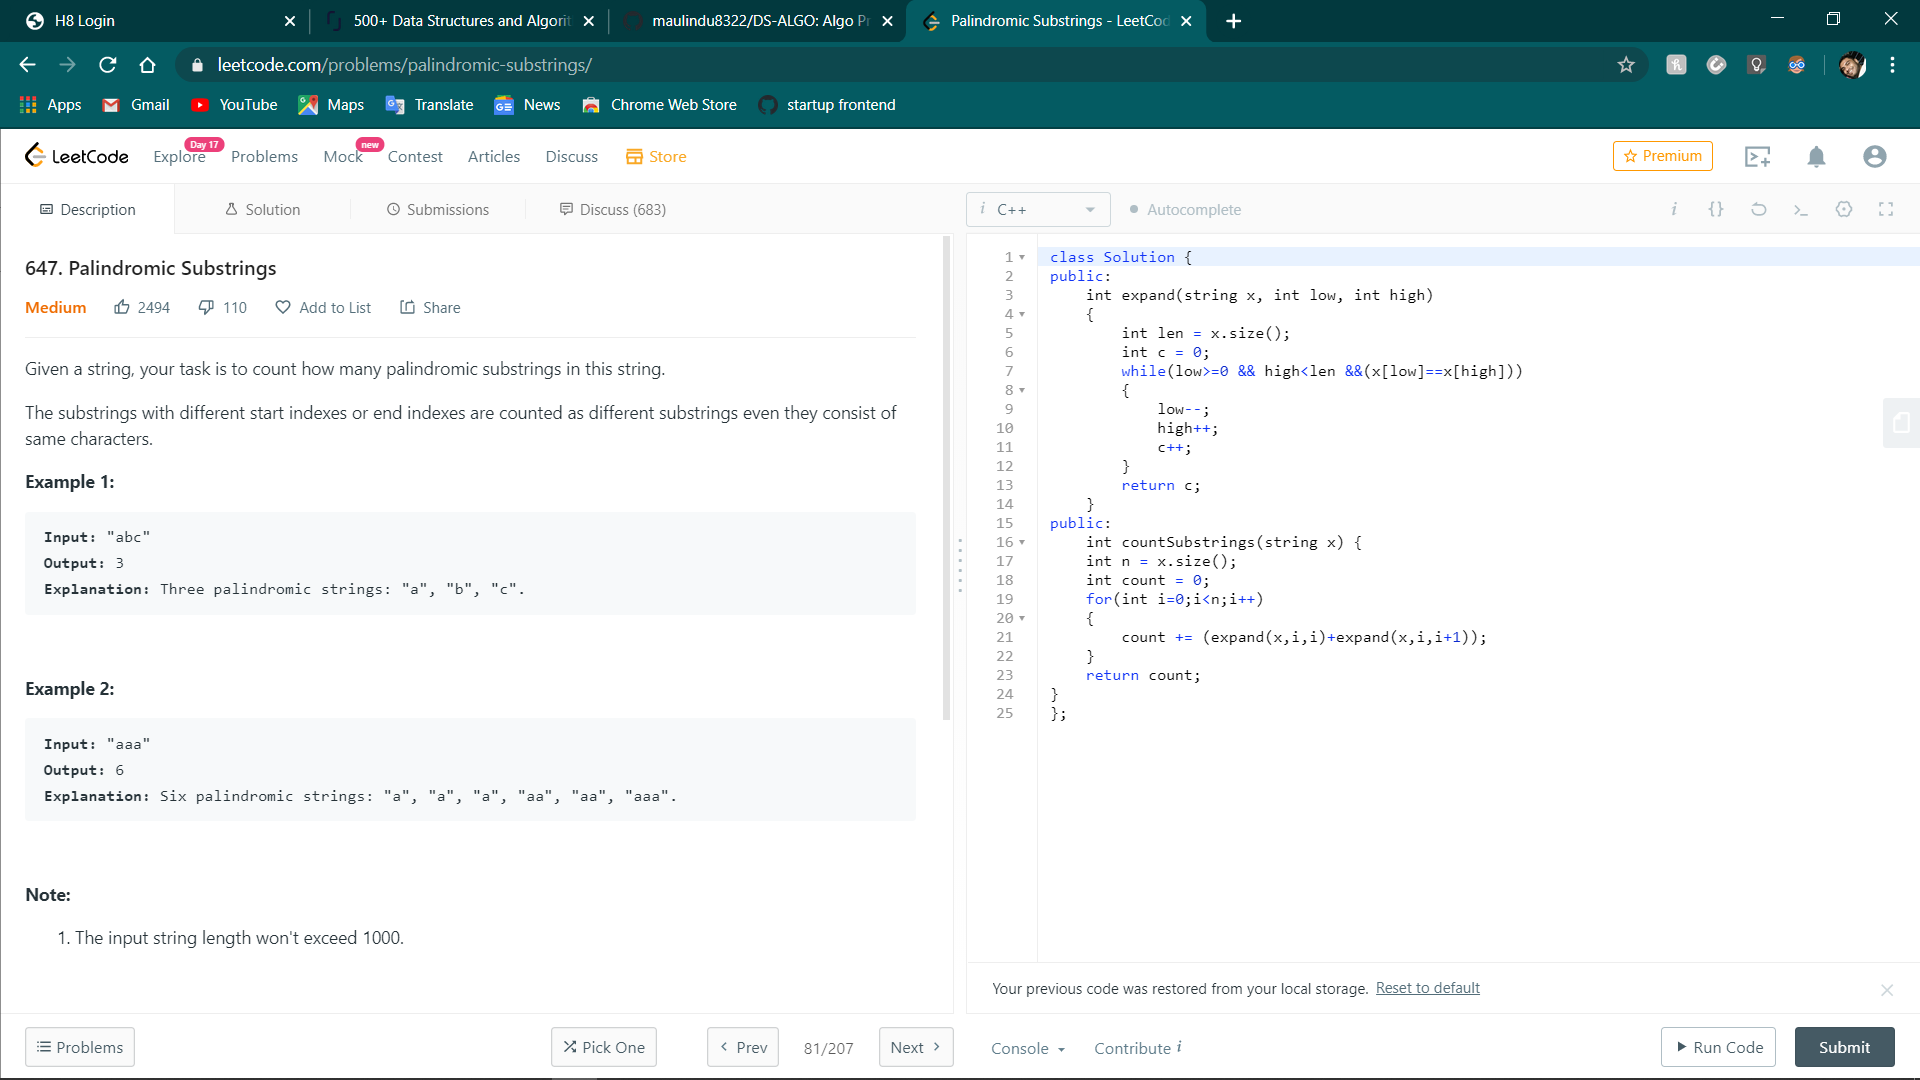 H8 Login
500+ Data Structures and Algorit
maulindu8322/DS-ALGO: Algo Pr
Palindromic Substrings - LeetCod
leetcode.com/problems/palindromic-substrings/
Apps Gmail YouTube Maps Translate News Chrome Web Store startup frontend
LeetCode Explore Day 17 Problems Mock new Contest Articles Discuss Store Premium
Description Solution Submissions Discuss (683)
i C++ Autocomplete
647. Palindromic Substrings
Medium 2494 110 Add to List Share
Given a string, your task is to count how many palindromic substrings in this string.
The substrings with different start indexes or end indexes are counted as different substrings even they consist of
same characters.
Example 1:
Input: "abc"
Output: 3
Explanation: Three palindromic strings: "a", "b", "c".
Example 2:
Input: "aaa"
Output: 6
Explanation: Six palindromic strings: "a", "a", "a", "aa", "aa", "aaa".
Note:
1. The input string length won't exceed 1000.
1 class Solution {
2 public:
3 int expand(string x, int low, int high)
4 {
5 int len = x.size();
6 int c = 0;
7 while(low>=0 && high<len &&(x[low]==x[high]))
8 {
9 low--;
10 high++;
11 c++;
12 }
13 return c;
14 }
15 public:
16 int countSubstrings(string x) {
17 int n = x.size();
18 int count = 0;
19 for(int i=0;i<n;i++)
20 {
21 count += (expand(x,i,i)+expand(x,i,i+1));
22 }
23 return count;
24 }
25 };
Your previous code was restored from your local storage. Reset to default
Problems Pick One Prev 81/207 Next Console Contribute i Run Code Submit